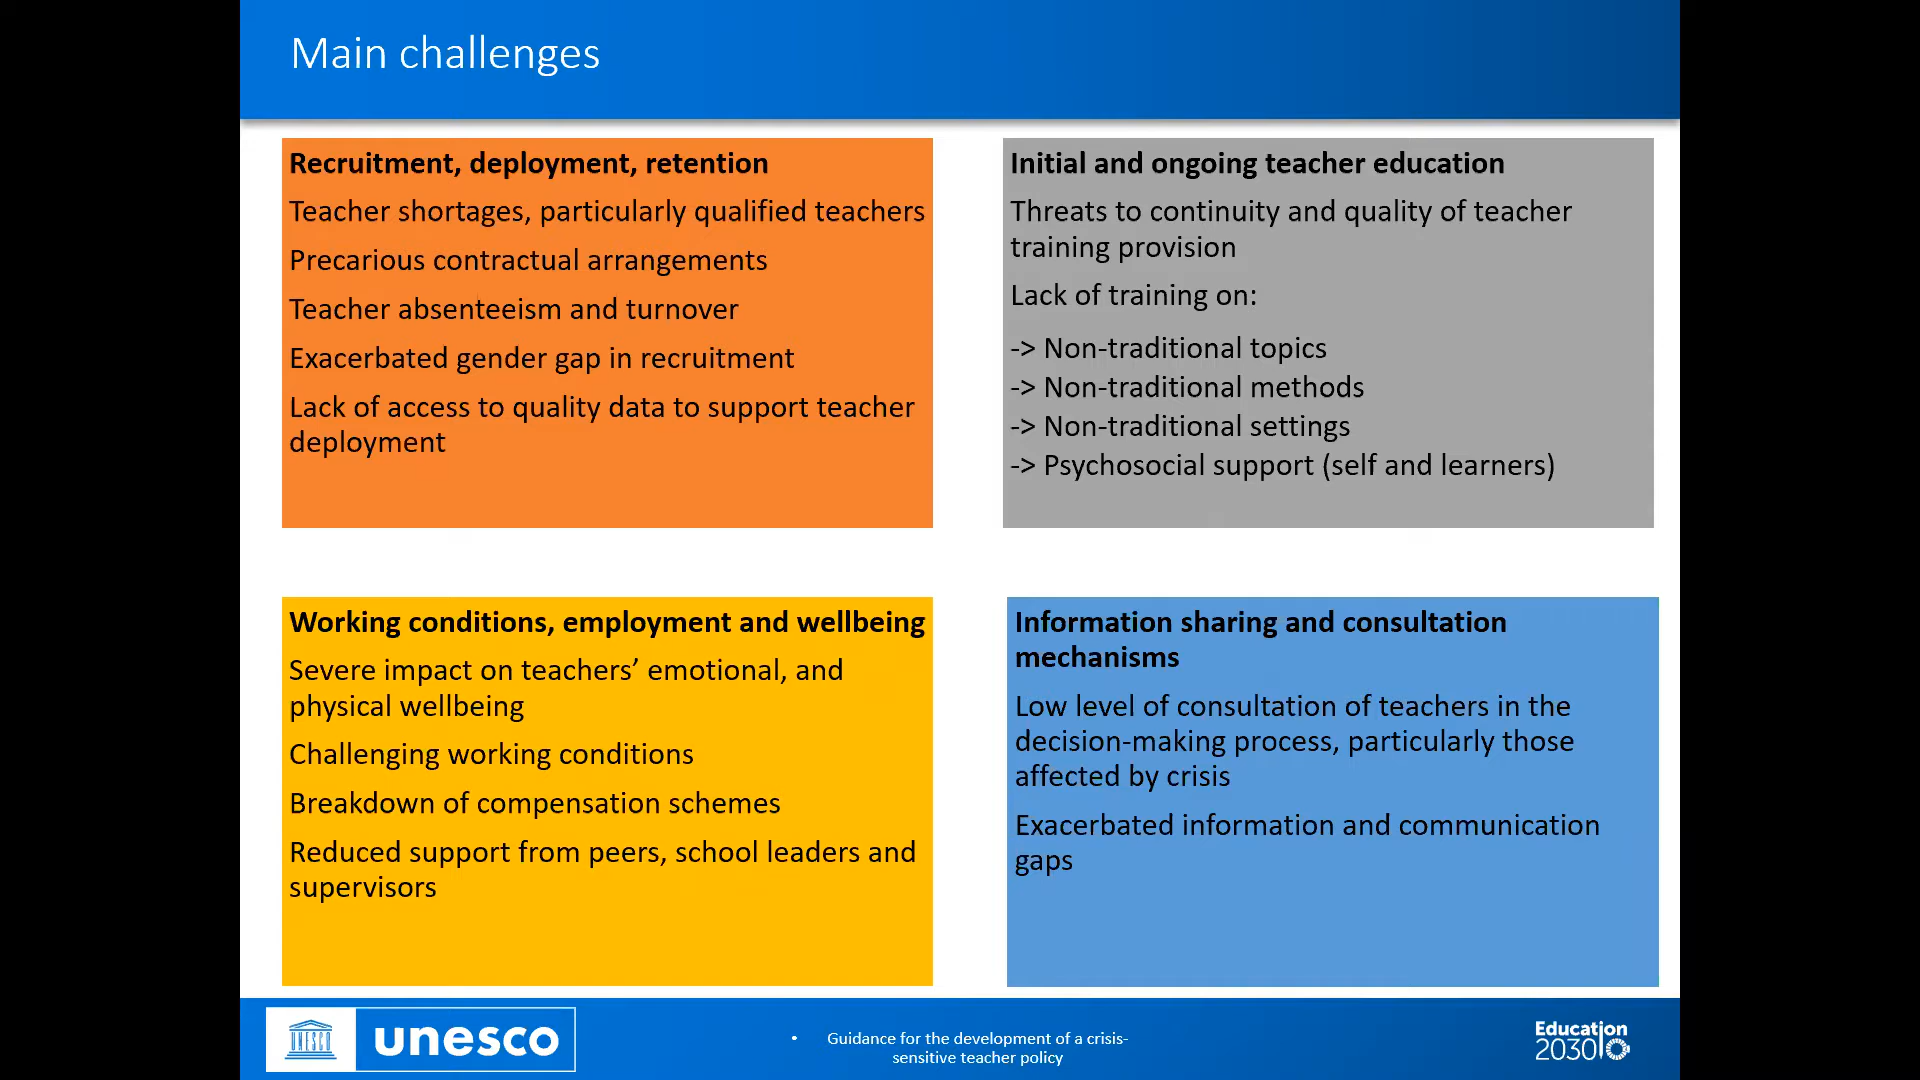 Main challenges
Recruitment, deployment, retention
Teacher shortages, particularly qualified teachers
Precarious contractual arrangements
Teacher absenteeism and turnover
Exacerbated gender gap in recruitment
Lack of access to quality data to support teacher
deployment
Initial and ongoing teacher education
Threats to continuity and quality of teacher
training provision
Lack of training on:
-> Non-traditional topics
-> Non-traditional methods
-> Non-traditional settings
-> Psychosocial support (self and learners)
Working conditions, employment and wellbeing
Severe impact on teachers’ emotional, and
physical wellbeing
Challenging working conditions
Breakdown of compensation schemes
Reduced support from peers, school leaders and
supervisors
Information sharing and consultation
mechanisms
Low level of consultation of teachers in the
decision-making process, particularly those
affected by crisis
Exacerbated information and communication
gaps
UNESCO
unesco
• Guidance for the development of a crisis-
sensitive teacher policy
Education
2030